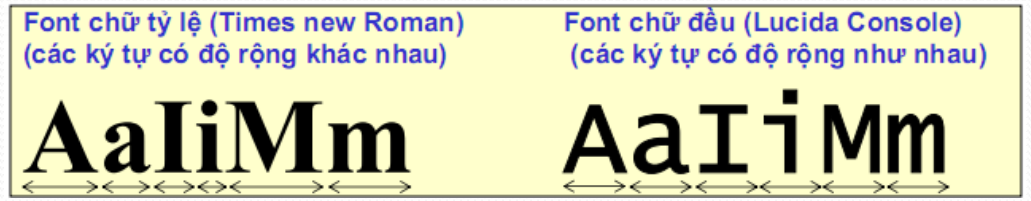 Font chữ tỷ lệ (Times new Roman)
(các ký tự có độ rộng khác nhau)
AaIiMm
Font chữ đều (Lucida Console)
(các ký tự có độ rộng như nhau)
AaIiMm